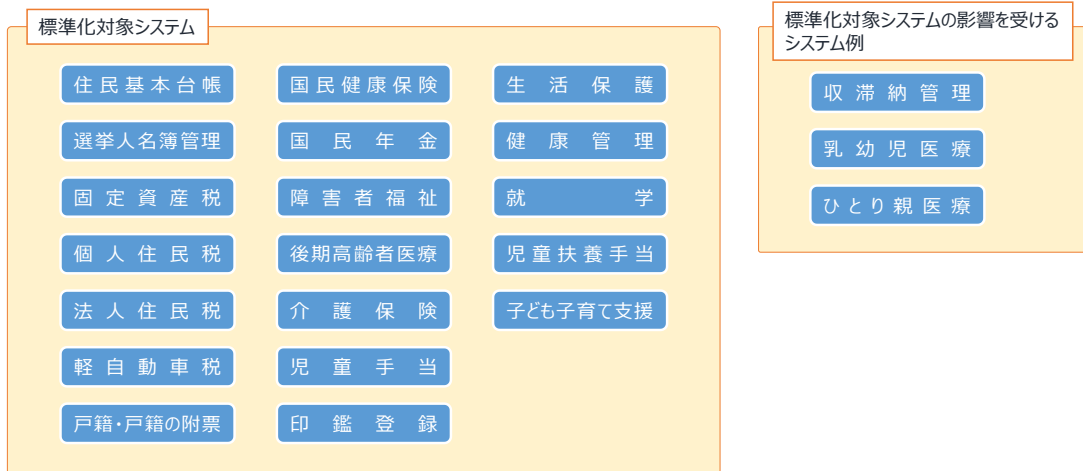 標準化対象システム
住民基本台帳
選挙人名簿管理
固定資産税
個人住民税
法人住民税
軽自動車税
戸籍・戸籍の附票
国民健康保険
国民年金
障害者福祉
後期高齢者医療
介護保険
児童手当
印鑑登録
生活保護
健康管理
就学
児童扶養手当
子ども子育て支援
標準化対象システムの影響を受ける
システム例
収滞納管理
乳幼児医療
ひとり親医療